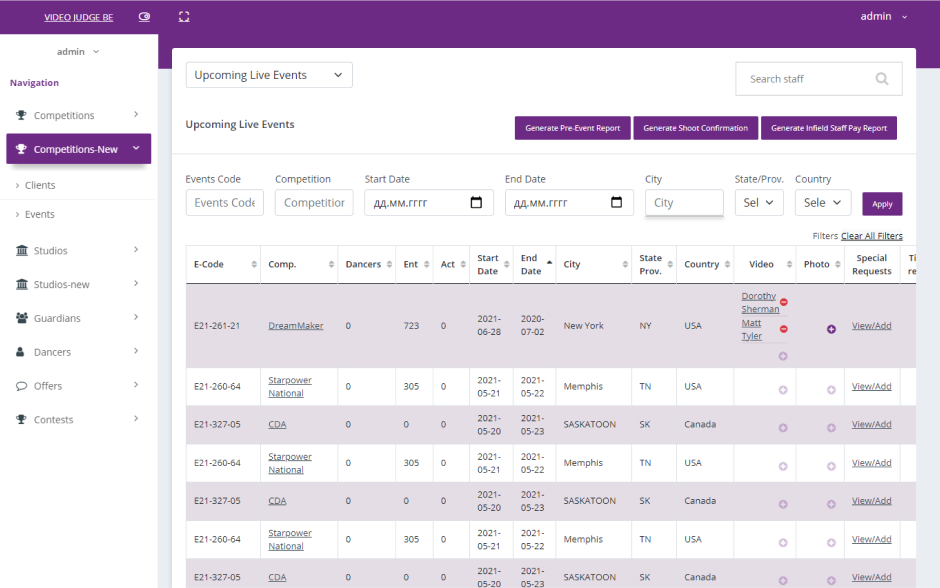 VIDEO JUDGE BE
admin
admin
Navigation
Competitions
Competitions-New
Clients
Events
Studios
Studios-new
Guardians
Dancers
Offers
Contests
Upcoming Live Events
Search staff
Upcoming Live Events
Generate Pre-Event Report Generate Shoot Confirmation Generate Infield Staff Pay Report
Events Code Competition Start Date End Date City State/Prov. Country
Events Code Competition дд.мм.гггг дд.мм.гггг City Sel Sele Apply
Filters Clear All Filters
E-Code Comp. Dancers Ent Act Start Date End Date City State Prov. Country Video Photo Special Requests
E21-261-21 DreamMaker 0 723 0 2021-06-28 2020-07-02 New York NY USA Dorothy Sherman Matt Tyler View/Add
E21-260-64 Starpower National 0 305 0 2021-05-21 2021-05-22 Memphis TN USA View/Add
E21-327-05 CDA 0 0 0 2021-05-20 2021-05-23 SASKATOON SK Canada View/Add
E21-260-64 Starpower National 0 305 0 2021-05-21 2021-05-22 Memphis TN USA View/Add
E21-327-05 CDA 0 0 0 2021-05-20 2021-05-23 SASKATOON SK Canada View/Add
E21-260-64 Starpower National 0 305 0 2021-05-21 2021-05-22 Memphis TN USA View/Add
E21-327-05 CDA 0 0 0 2021-05-20 2021-05-23 SASKATOON SK Canada View/Add